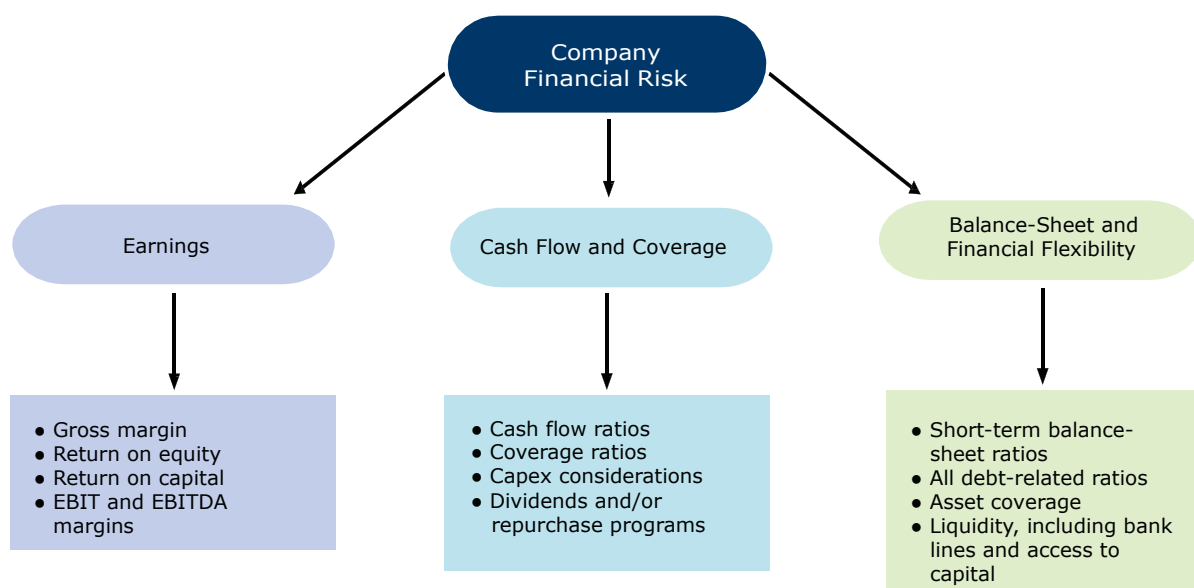 Company
Financial Risk
Earnings
Cash Flow and Coverage
Balance-Sheet and
Financial Flexibility
● Gross margin
● Return on equity
● Return on capital
● EBIT and EBITDA
margins
● Cash flow ratios
● Coverage ratios
● Capex considerations
● Dividends and/or
repurchase programs
● Short-term balance-
sheet ratios
● All debt-related ratios
● Asset coverage
● Liquidity, including bank
lines and access to
capital